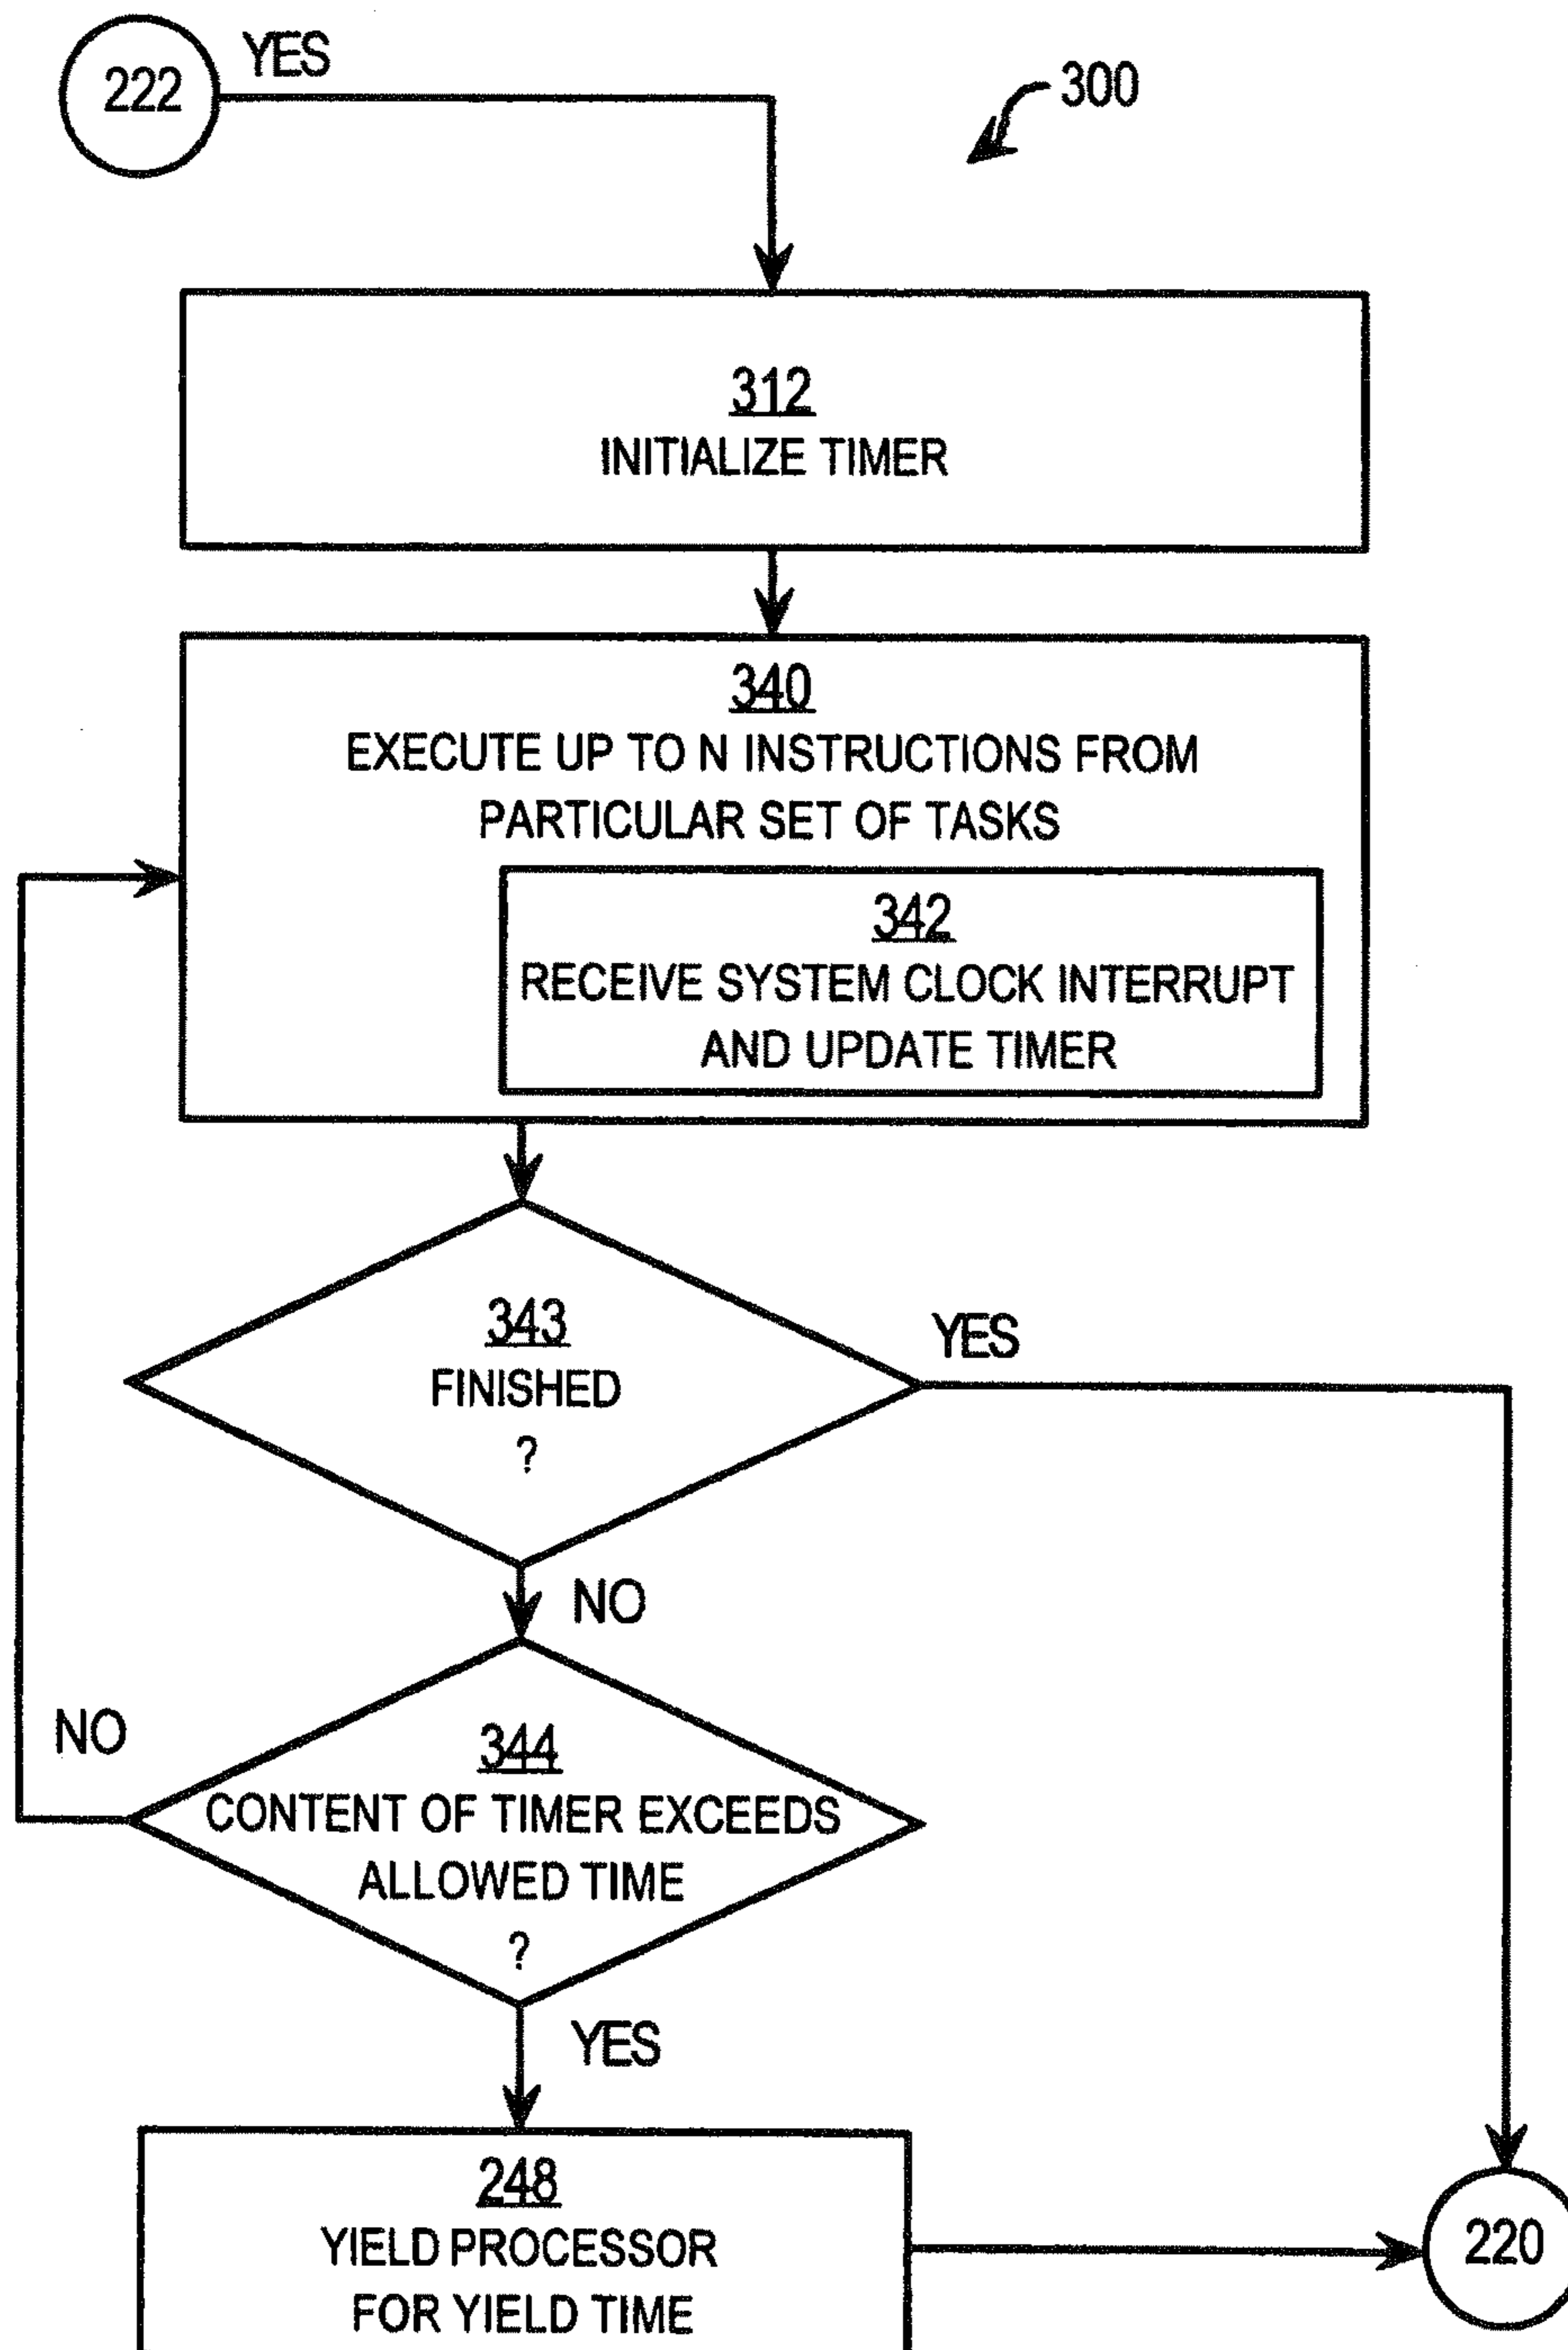 222
YES
300
312
INITIALIZE TIMER
340
EXECUTE UP TO N INSTRUCTIONS FROM
PARTICULAR SET OF TASKS
342
RECEIVE SYSTEM CLOCK INTERRUPT
AND UPDATE TIMER
343
FINISHED
?
YES
NO
NO
344
CONTENT OF TIMER EXCEEDS
ALLOWED TIME
?
YES
248
YIELD PROCESSOR
FOR YIELD TIME
220